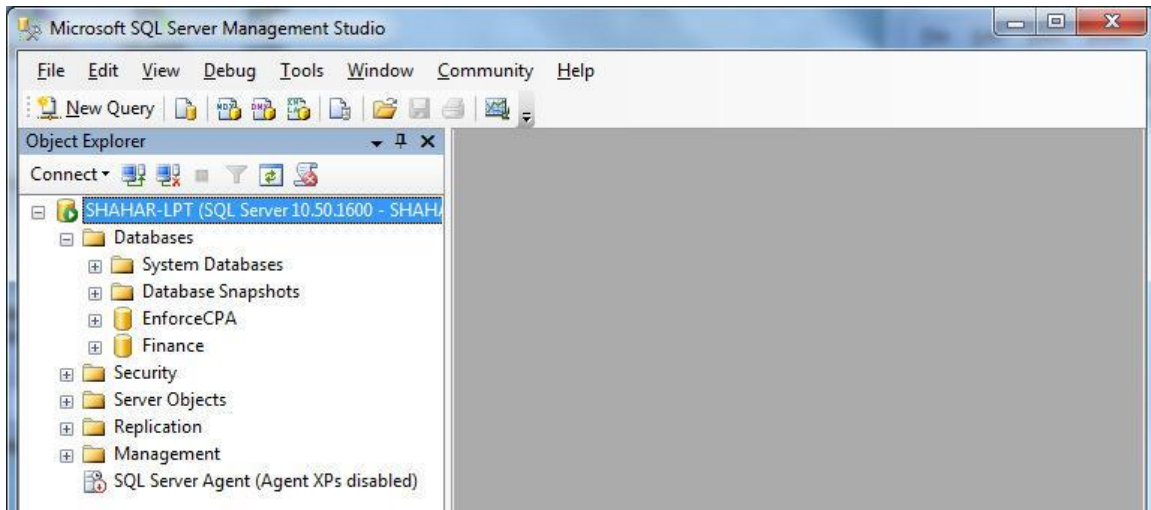 Microsoft SQL Server Management Studio
File Edit View Debug Tools Window Community Help
New Query
Object Explorer
Connect
SHAHAR-LPT (SQL Server 10.50.1600 - SHAHA
Databases
System Databases
Database Snapshots
EnforceCPA
Finance
Security
Server Objects
Replication
Management
SQL Server Agent (Agent XPs disabled)